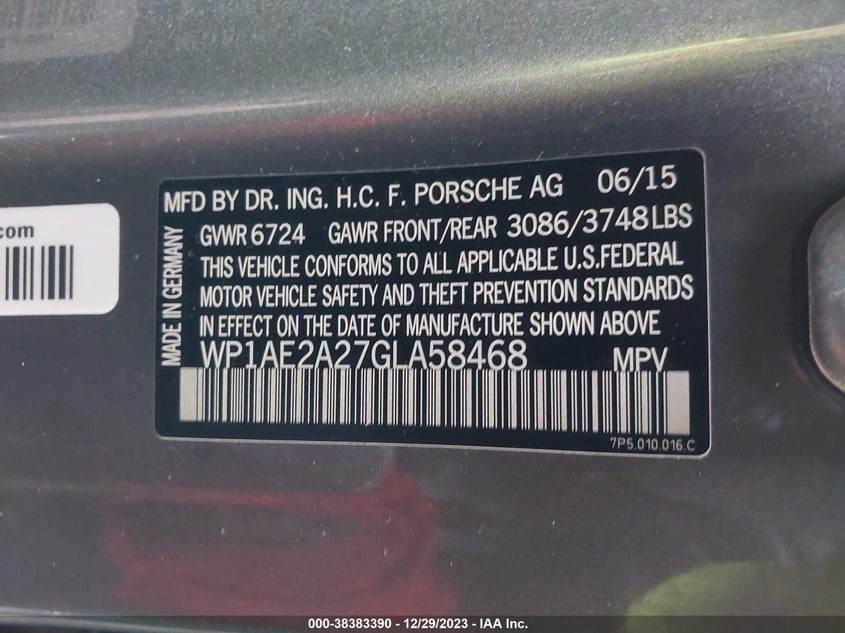 MFD BY DR. ING. H.C. F. PORSCHE AG 06/15
GVWR 6724 GAWR FRONT/REAR 3086/3748LBS
THIS VEHICLE CONFORMS TO ALL APPLICABLE U.S.FEDERAL
MOTOR VEHICLE SAFETY AND THEFT PREVENTION STANDARDS
IN EFFECT ON THE DATE OF MANUFACTURE SHOWN ABOVE
WP1AE2A27GLA58468 MPV
7P5.010.016.C
MADE IN GERMANY
com
000-38383390 - 12/29/2023 - IAA Inc.